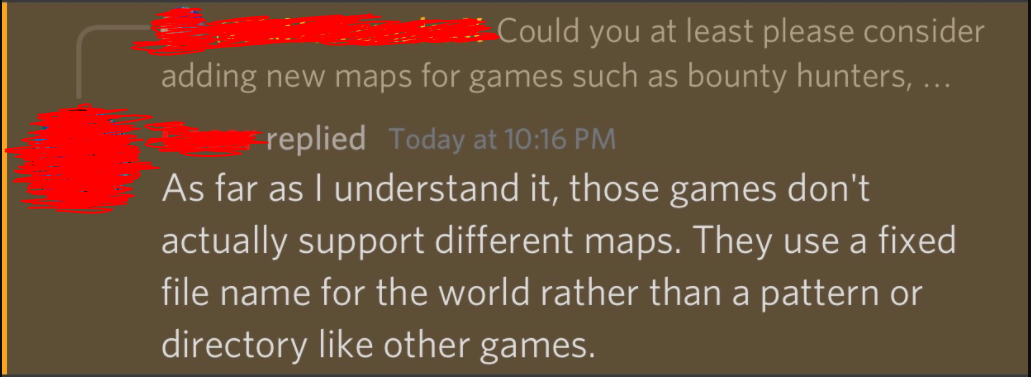 Could you at least please consider
adding new maps for games such as bounty hunters, ...
replied Today at 10:16 PM
As far as I understand it, those games don't
actually support different maps. They use a fixed
file name for the world rather than a pattern or
directory like other games.